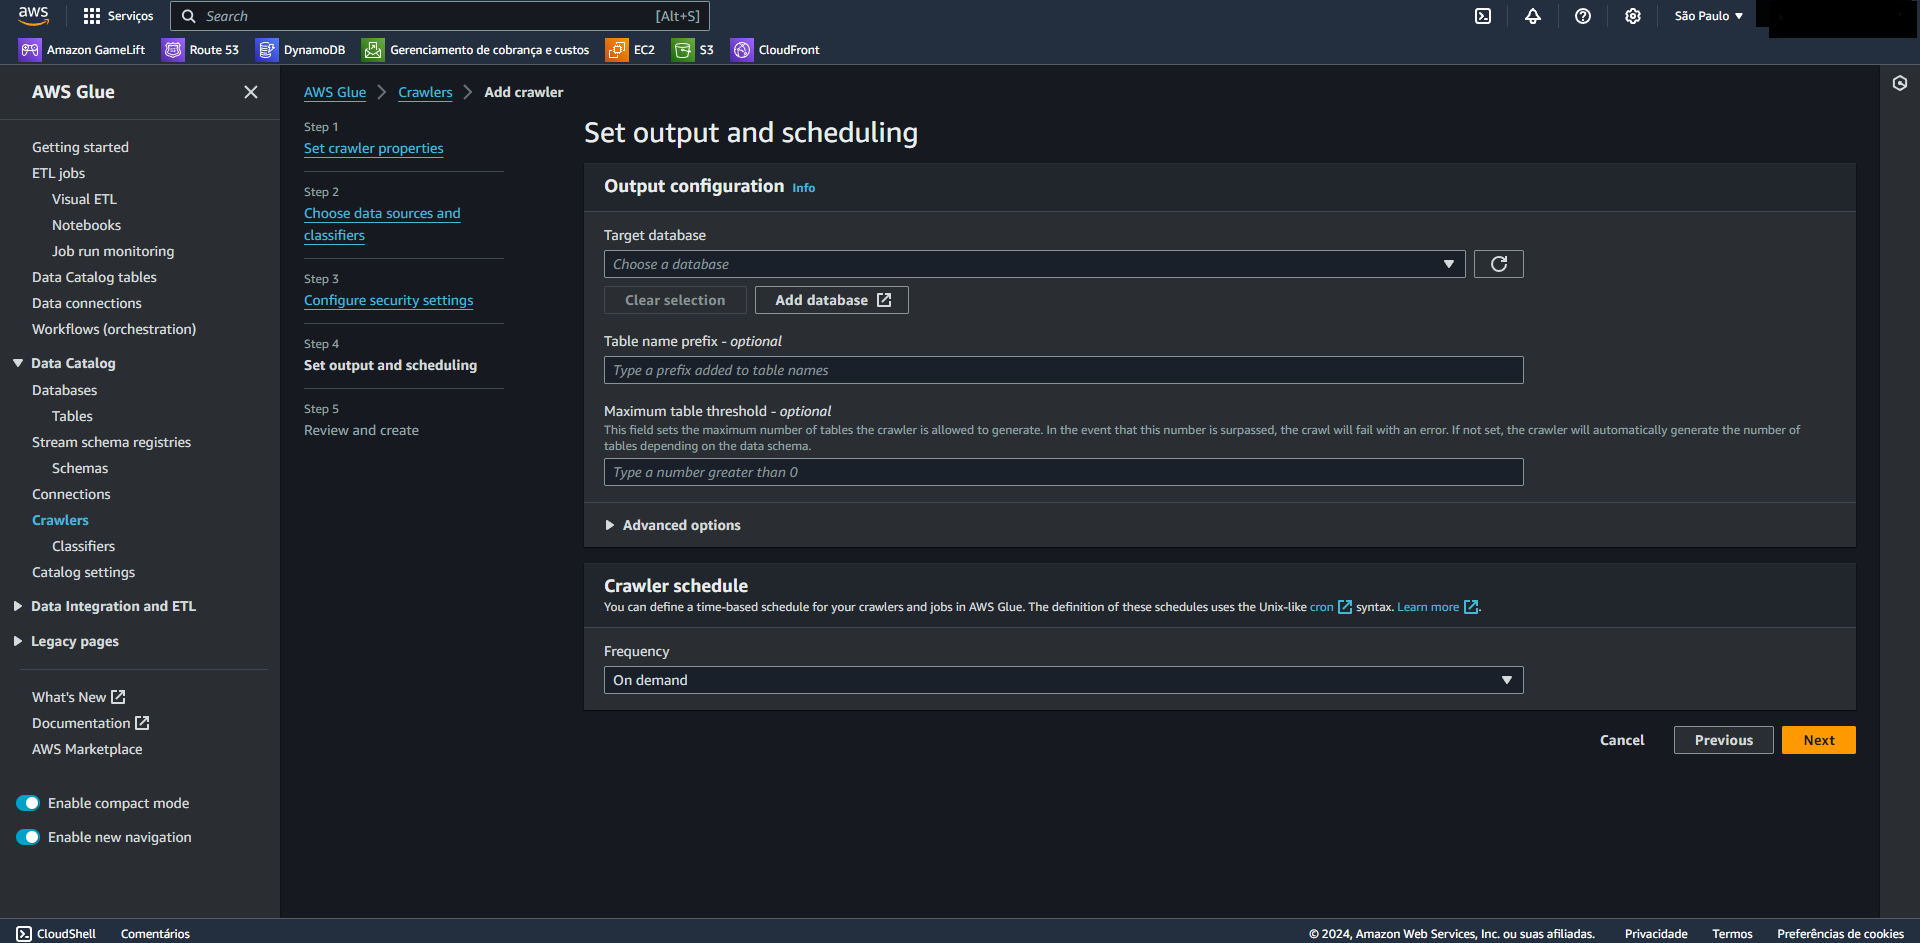 aws
Serviços
Search
[Alt+S]
São Paulo
Amazon GameLift
Route 53
DynamoDB
Gerenciamento de cobrança e custos
EC2
S3
CloudFront
AWS Glue
Getting started
ETL jobs
Visual ETL
Notebooks
Job run monitoring
Data Catalog tables
Data connections
Workflows (orchestration)
Data Catalog
Databases
Tables
Stream schema registries
Schemas
Connections
Crawlers
Classifiers
Catalog settings
Data Integration and ETL
Legacy pages
What's New
Documentation
AWS Marketplace
Enable compact mode
Enable new navigation
AWS Glue
Crawlers
Add crawler
Step 1
Set crawler properties
Step 2
Choose data sources and
classifiers
Step 3
Configure security settings
Step 4
Set output and scheduling
Step 5
Review and create
Set output and scheduling
Output configuration Info
Target database
Choose a database
Clear selection
Add database
Table name prefix - optional
Type a prefix added to table names
Maximum table threshold - optional
This field sets the maximum number of tables the crawler is allowed to generate. In the event that this number is surpassed, the crawl will fail with an error. If not set, the crawler will automatically generate the number of
tables depending on the data schema.
Type a number greater than 0
Advanced options
Crawler schedule
You can define a time-based schedule for your crawlers and jobs in AWS Glue. The definition of these schedules uses the Unix-like cron syntax. Learn more .
Frequency
On demand
Cancel
Previous
Next
CloudShell
Comentários
© 2024, Amazon Web Services, Inc. ou suas afiliadas.
Privacidade
Termos
Preferências de cookies